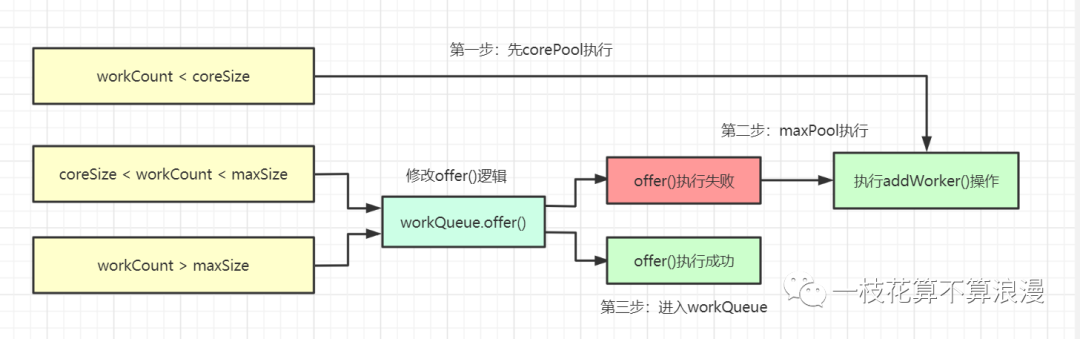 第一步：先corePool执行
workCount < coreSize
第二步：maxPool执行
coreSize < workCount < maxSize
修改offer()逻辑
offer()执行失败
执行addWorker()操作
workQueue.offer()
workCount > maxSize
offer()执行成功
一枝花算不算浪漫
第三步：进入workQueue